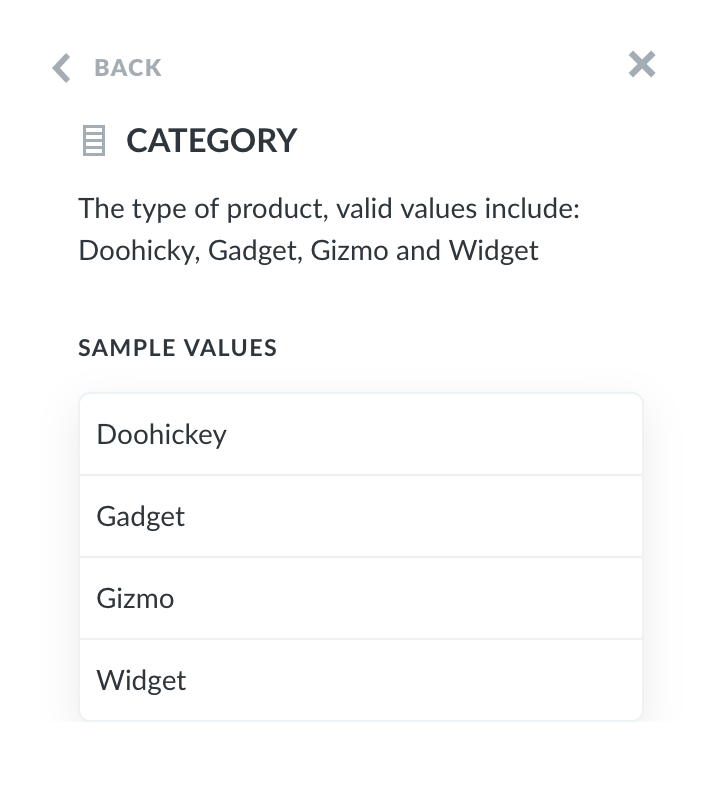 BACK
CATEGORY
The type of product, valid values include:
Doohicky, Gadget, Gizmo and Widget
SAMPLE VALUES
Doohickey
Gadget
Gizmo
Widget